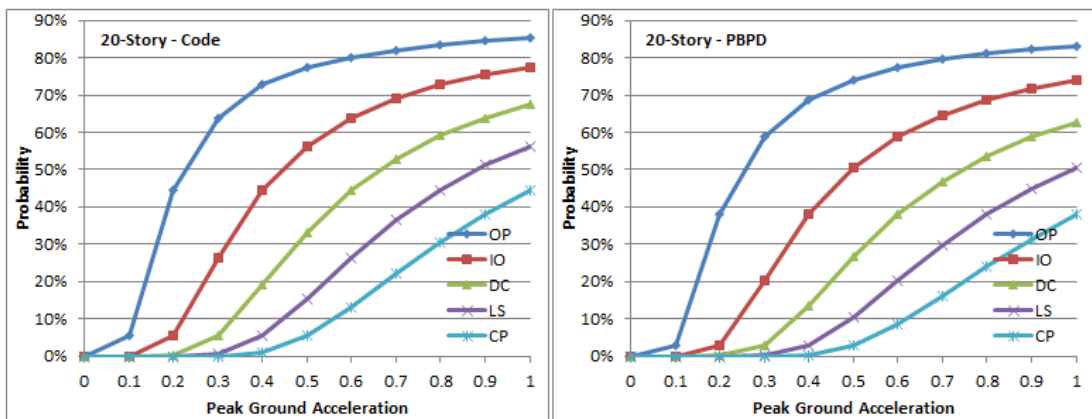 20-Story - Code
Probability
90%
80%
70%
60%
50%
40%
30%
20%
10%
0%
OP
IO
DC
LS
CP
0 0.1 0.2 0.3 0.4 0.5 0.6 0.7 0.8 0.9 1
Peak Ground Acceleration
20-Story - PBPD
Probability
90%
80%
70%
60%
50%
40%
30%
20%
10%
0%
OP
IO
DC
LS
CP
0 0.1 0.2 0.3 0.4 0.5 0.6 0.7 0.8 0.9 1
Peak Ground Acceleration